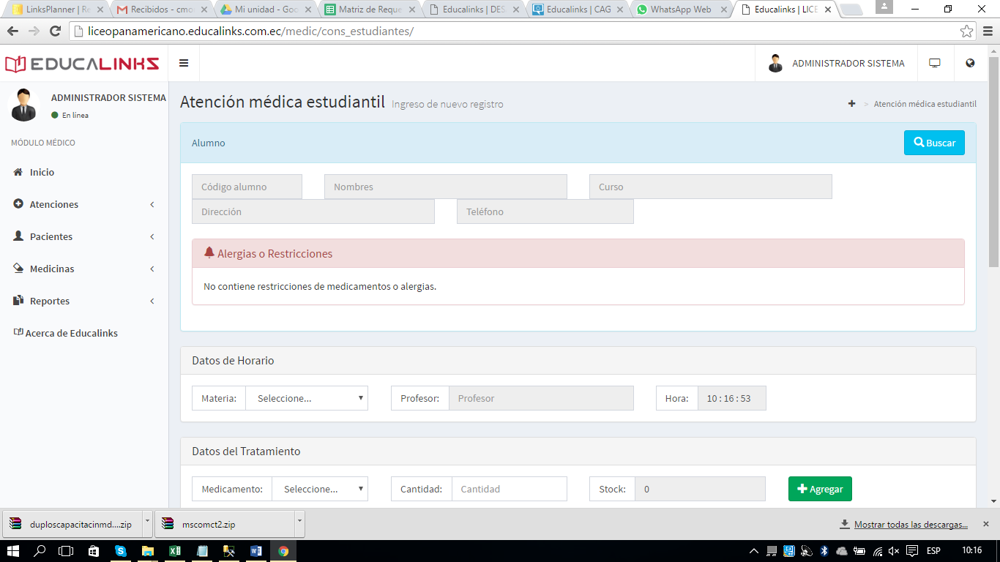 LinksPlanner | Re
Recibidos - cmo
Mi unidad - Goo
Matriz de Reque
Educalinks | DES
Educalinks | CAG
WhatsApp Web
Educalinks | LICE
liceopanamericano.educalinks.com.ec/medic/cons_estudiantes/
EDUCALINKS
ADMINISTRADOR SISTEMA
ADMINISTRADOR SISTEMA
En línea
MÓDULO MÉDICO
Inicio
Atenciones
Pacientes
Medicinas
Reportes
Acerca de Educalinks
Atención médica estudiantil Ingreso de nuevo registro
> Atención médica estudiantil
Alumno
Buscar
Código alumno
Nombres
Curso
Dirección
Teléfono
Alergias o Restricciones
No contiene restricciones de medicamentos o alergias.
Datos de Horario
Materia: Seleccione...
Profesor: Profesor
Hora: 10 : 16 : 53
Datos del Tratamiento
Medicamento: Seleccione...
Cantidad: Cantidad
Stock: 0
Agregar
duploscapacitacinmd....zip
mscomct2.zip
Mostrar todas las descargas...
ESP
10:16